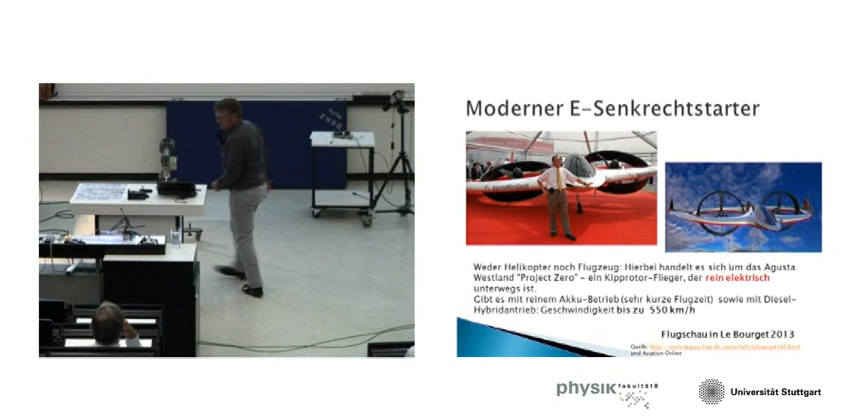 Moderner E-Senkrechtstarter
Weder Helikopter noch Flugzeug: Hierbei handelt es sich um das Agusta
Westland "Project Zero" - ein Kipprotor-Flieger, der rein elektrisch
unterwegs ist.
Gibt es mit reinem Akku-Betrieb (sehr kurze Flugzeit) sowie mit Diesel-
Hybridantrieb: Geschwindigkeit bis zu 550 km/h
Flugschau in Le Bourget 2013
Quelle:
und Aviation Online
physik fakultät8
Universität Stuttgart